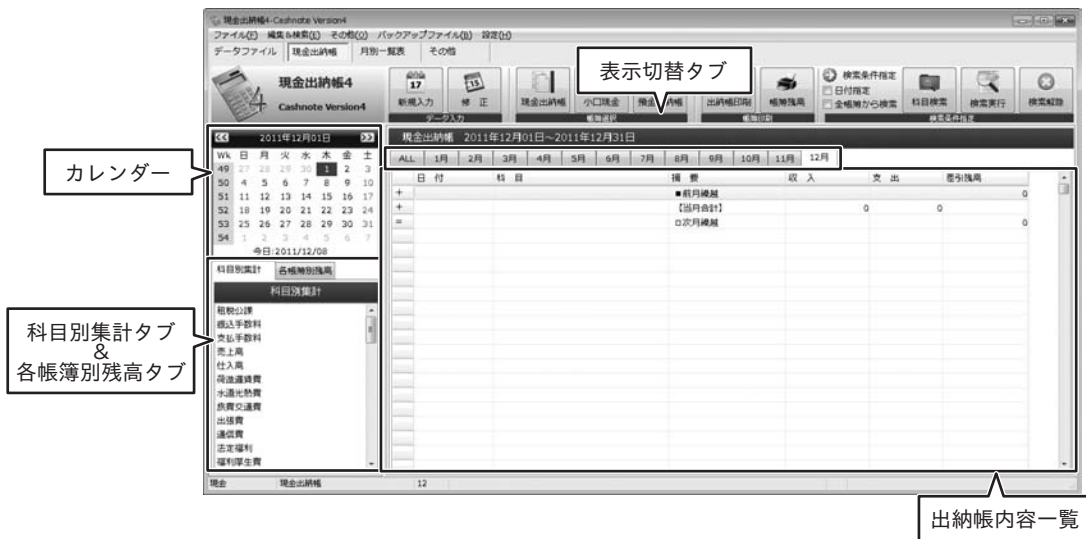 現金出納帳4-Cashnote Version4
ファイル(F) 編集&検索(E) その他(O) バックアップファイル(B) 設定(H)
データファイル 現金出納帳 月別一覧表 その他
現金出納帳4
Cashnote Version4
17
新規入力
15
修 正
データ入力
現金出納帳
小口現金
帳簿選択
出納帳印刷
帳簿残高
帳簿印刷
検索条件指定
日付指定
全帳簿から検索
科目検索
検索実行
検索解除
検索条件指定
表示切替タブ
カレンダー
2011年12月01日
Wk 日 月 火 水 木 金 土
49 27 28 29 30 1 2 3
50 4 5 6 7 8 9 10
51 11 12 13 14 15 16 17
52 18 19 20 21 22 23 24
53 25 26 27 28 29 30 31
54 1 2 3 4 5 6 7
今日:2011/12/08
現金出納帳 2011年12月01日～2011年12月31日
ALL 1月 2月 3月 4月 5月 6月 7月 8月 9月 10月 11月 12月
日 付 科 目 摘 要 収 入 支 出 差引残高
+ ■前月繰越 0
+ 【当月合計】 0 0
= □次月繰越 0
科目別集計 各帳簿別残高
科目別集計
租税公課
振込手数料
支払手数料
売上高
仕入高
荷造運賃費
水道光熱費
旅費交通費
出張費
通信費
法定福利
福利厚生費
科目別集計タブ
&
各帳簿別残高タブ
現金 現金出納帳 12
出納帳内容一覧